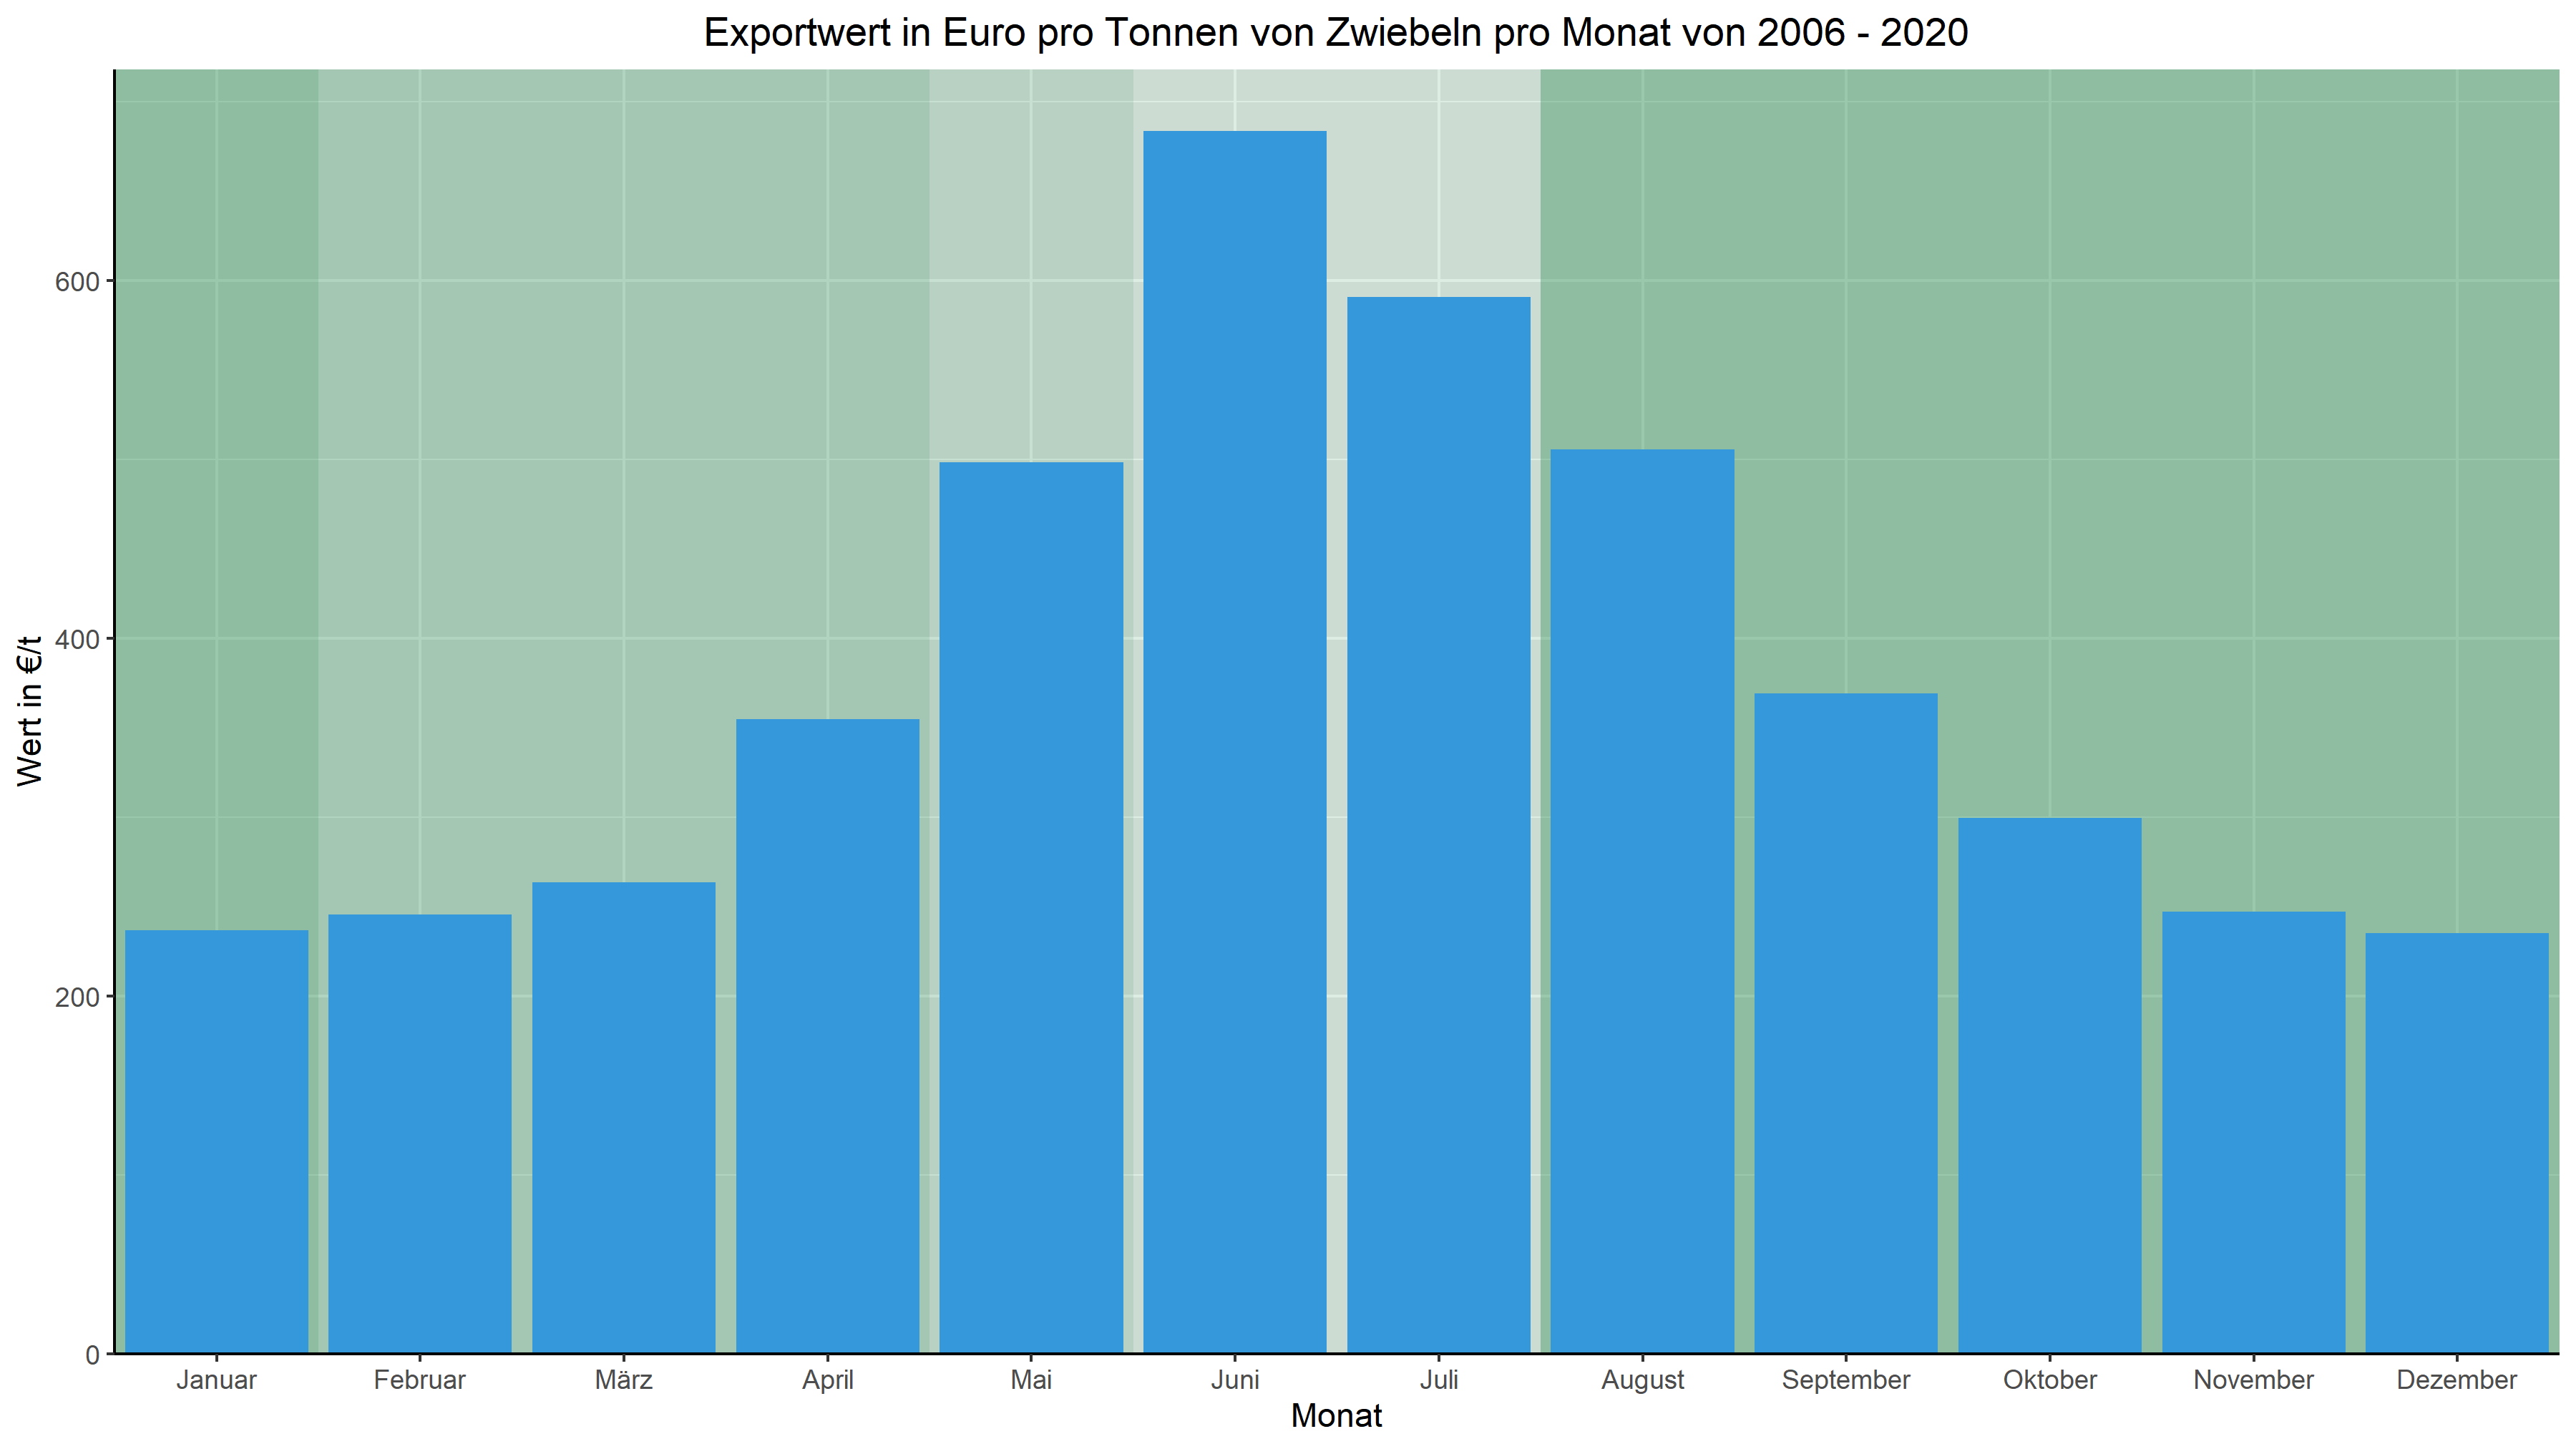 Exportwert in Euro pro Tonnen von Zwiebeln pro Monat von 2006 - 2020
Wert in €/t
600
400
200
0
Januar Februar März April Mai Juni Juli August September Oktober November Dezember
Monat